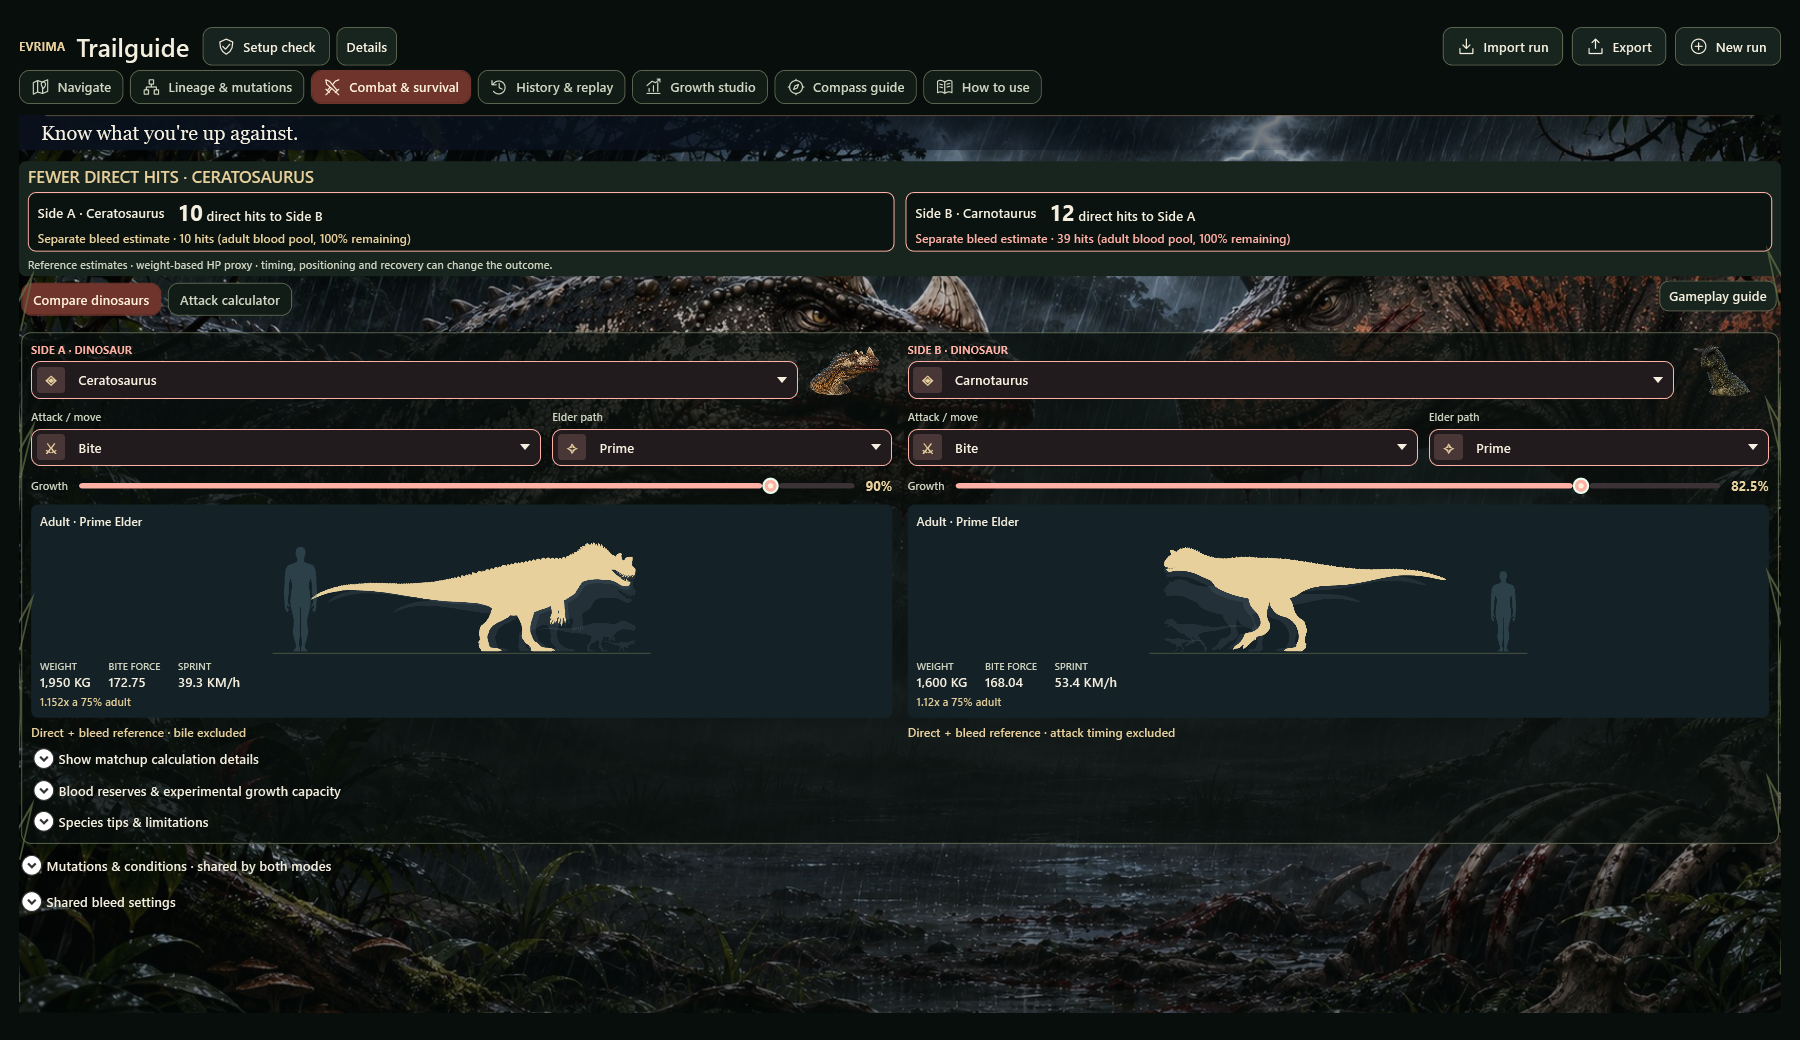 EVRIMA Trailguide Setup check Details Import run Export New run
Navigate Lineage & mutations Combat & survival History & replay Growth studio Compass guide How to use
Know what you're up against.
FEWER DIRECT HITS · CERATOSAURUS
Side A · Ceratosaurus 10 direct hits to Side B
Separate bleed estimate · 10 hits (adult blood pool, 100% remaining)
Side B · Carnotaurus 12 direct hits to Side A
Separate bleed estimate · 39 hits (adult blood pool, 100% remaining)
Reference estimates · weight-based HP proxy · timing, positioning and recovery can change the outcome.
Compare dinosaurs Attack calculator Gameplay guide
SIDE A · DINOSAUR
Ceratosaurus
Attack / move Elder path
Bite Prime
Growth 90%
Adult · Prime Elder
WEIGHT BITE FORCE SPRINT
1,950 KG 172.75 39.3 KM/h
1.152x a 75% adult
Direct + bleed reference · bile excluded
SIDE B · DINOSAUR
Carnotaurus
Attack / move Elder path
Bite Prime
Growth 82.5%
Adult · Prime Elder
WEIGHT BITE FORCE SPRINT
1,600 KG 168.04 53.4 KM/h
1.12x a 75% adult
Direct + bleed reference · attack timing excluded
Show matchup calculation details
Blood reserves & experimental growth capacity
Species tips & limitations
Mutations & conditions · shared by both modes
Shared bleed settings